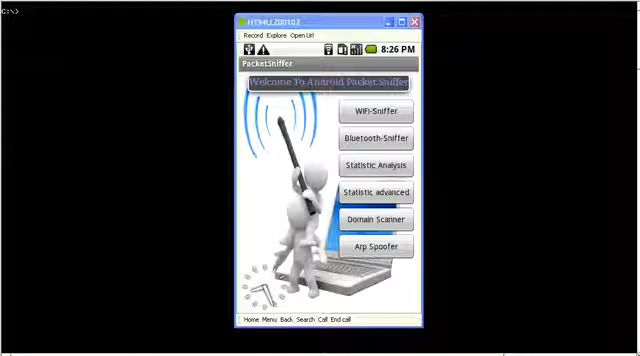 C:\>
Record Explore Open Url
8:26 PM
PacketSniffer
Welcome To Android Packet Sniffer
WiFi-Sniffer
Bluetooth-Sniffer
Statistic Analysis
Statistic advanced
Domain Scanner
Arp Spoofer
Home Menu Back Search Call End call